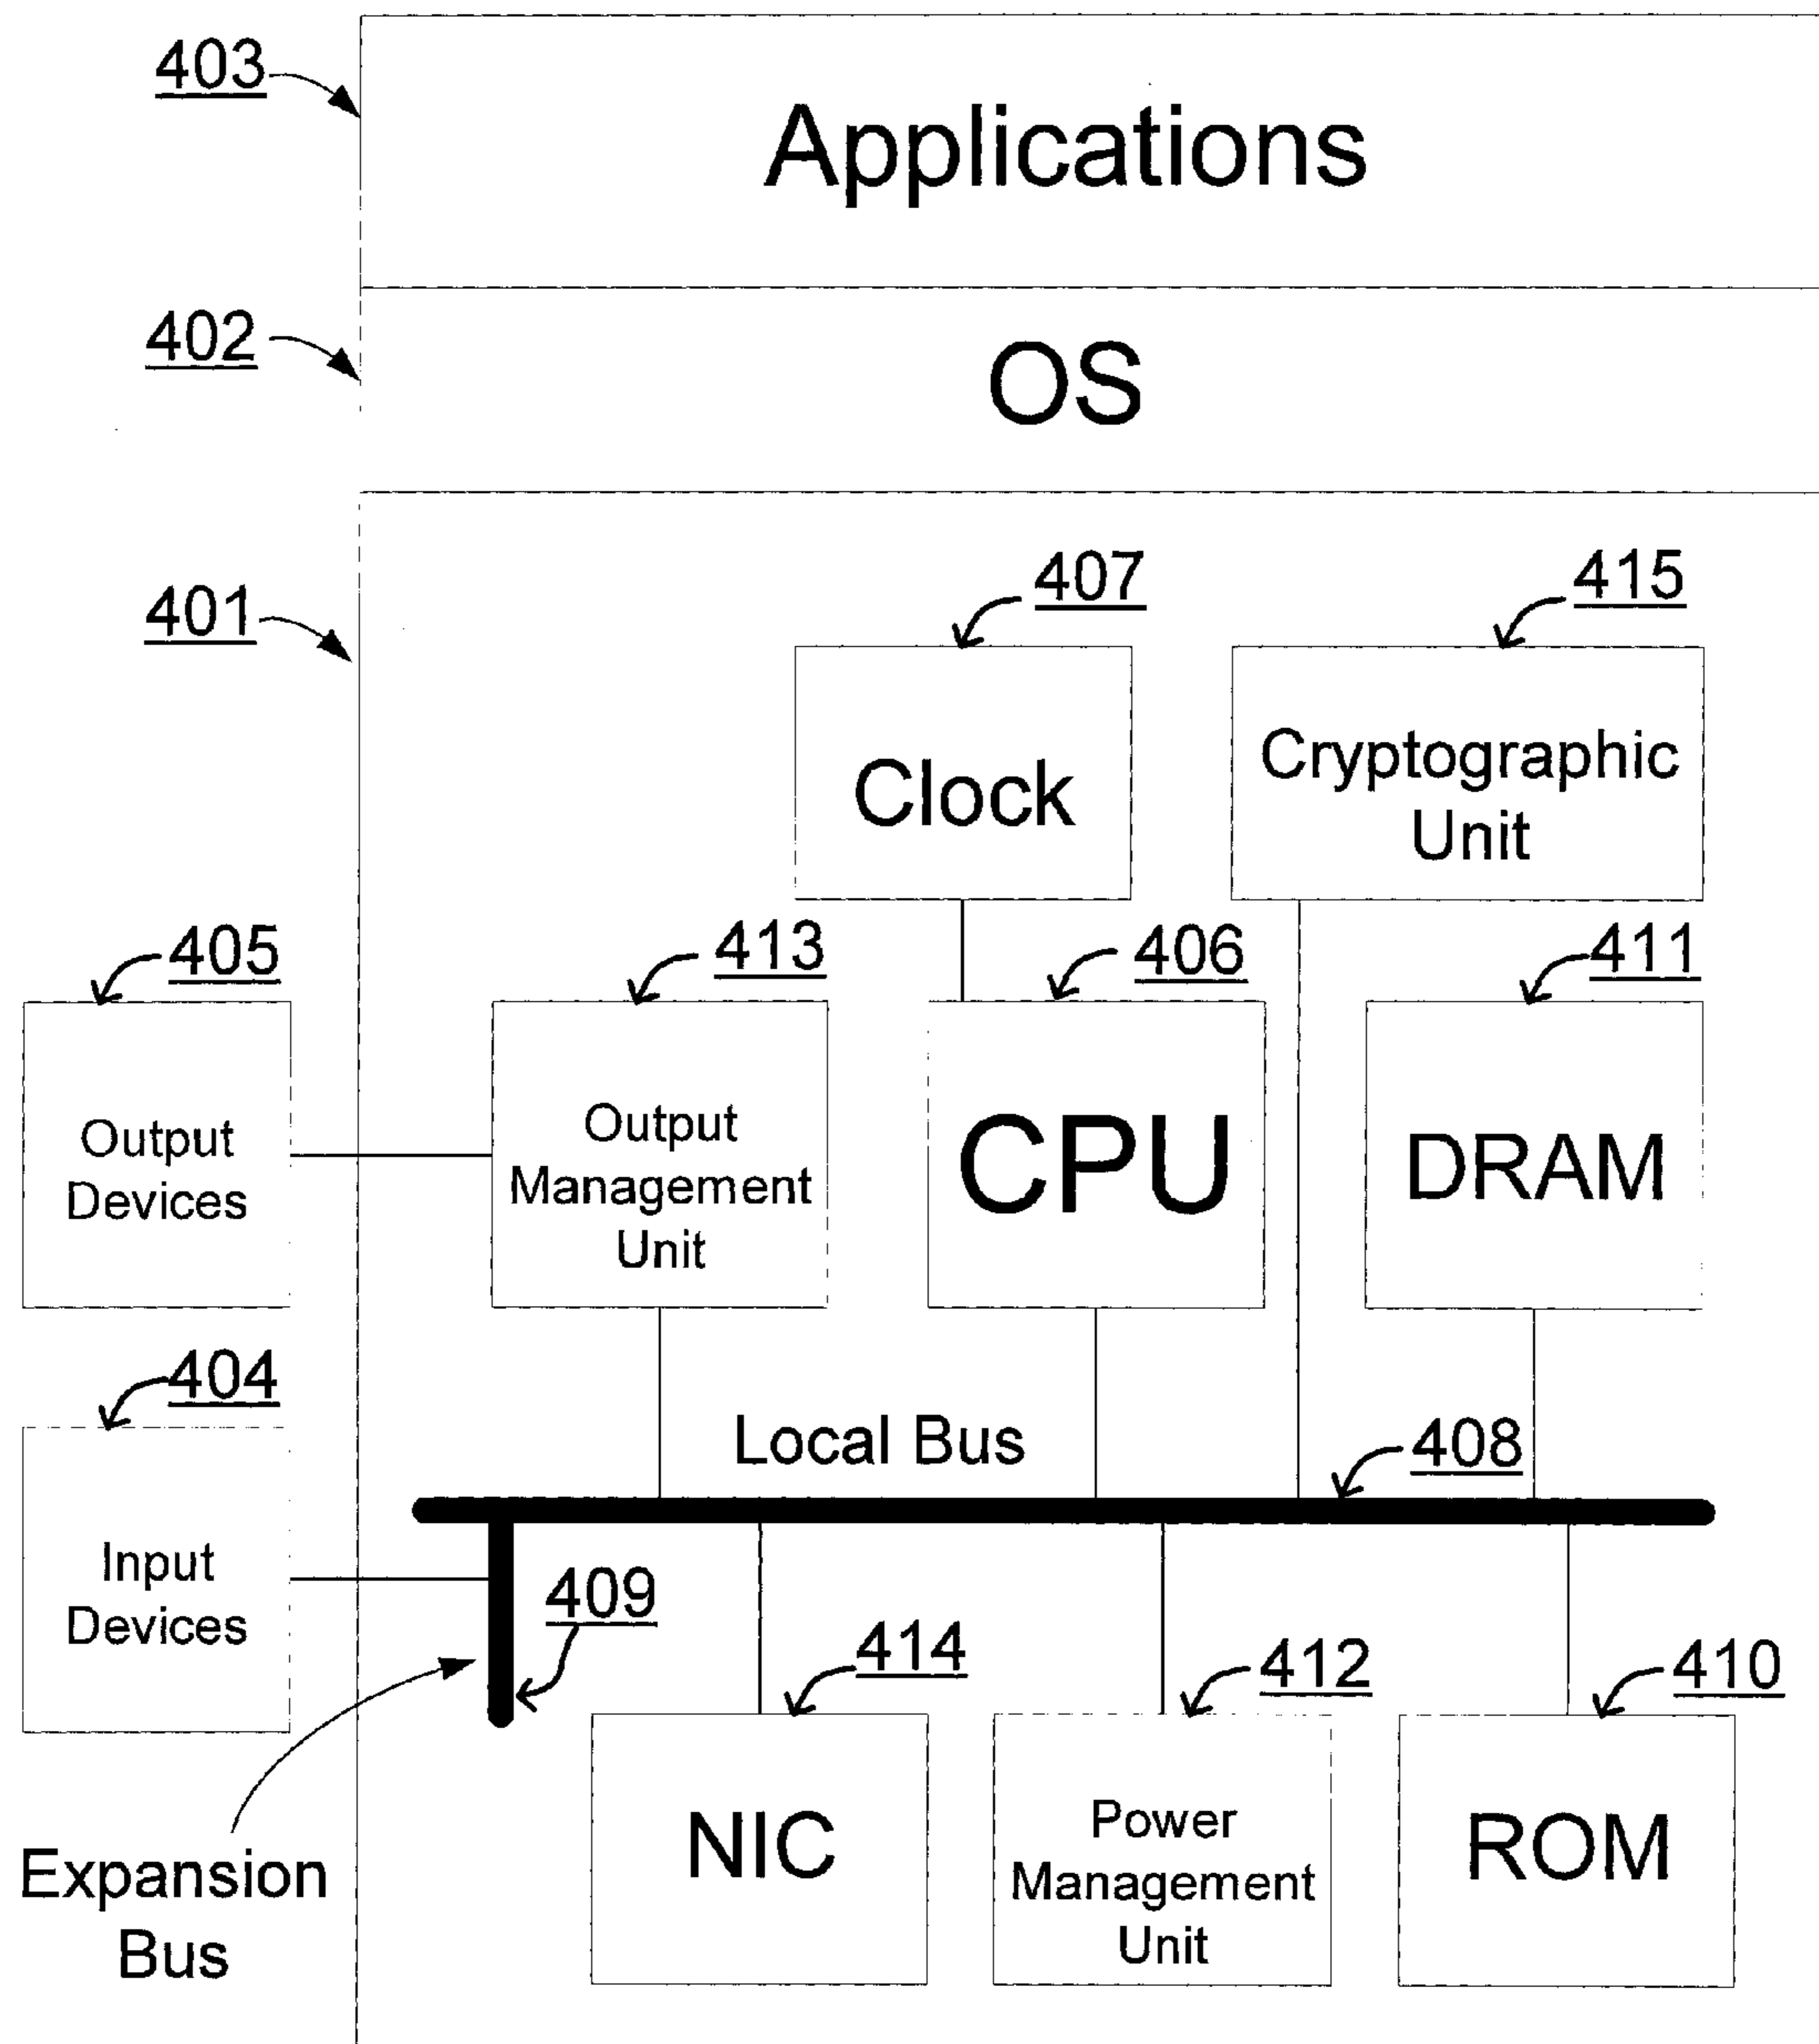 403
Applications
402
OS
401
407
415
Clock
Cryptographic
Unit
405
413
406
411
Output
Devices
Output
Management
Unit
CPU
DRAM
404
Local Bus
408
Input
Devices
409
414
412
410
Expansion
Bus
NIC
Power
Management
Unit
ROM